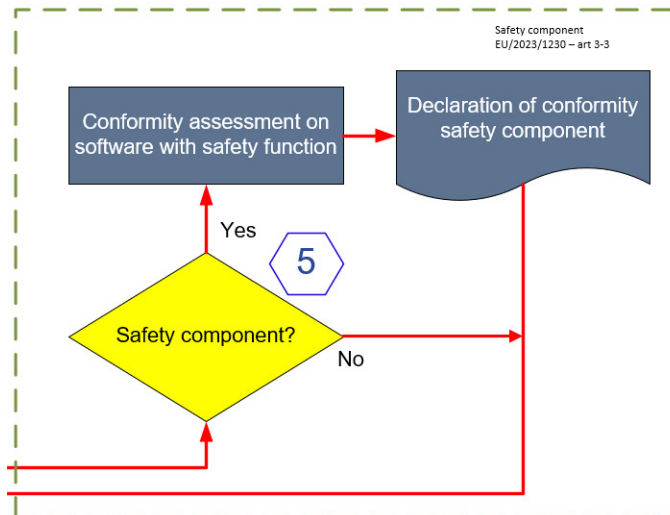 Safety component
EU/2023/1230 – art 3-3
Conformity assessment on
software with safety function
Declaration of conformity
safety component
Yes
5
Safety component?
No